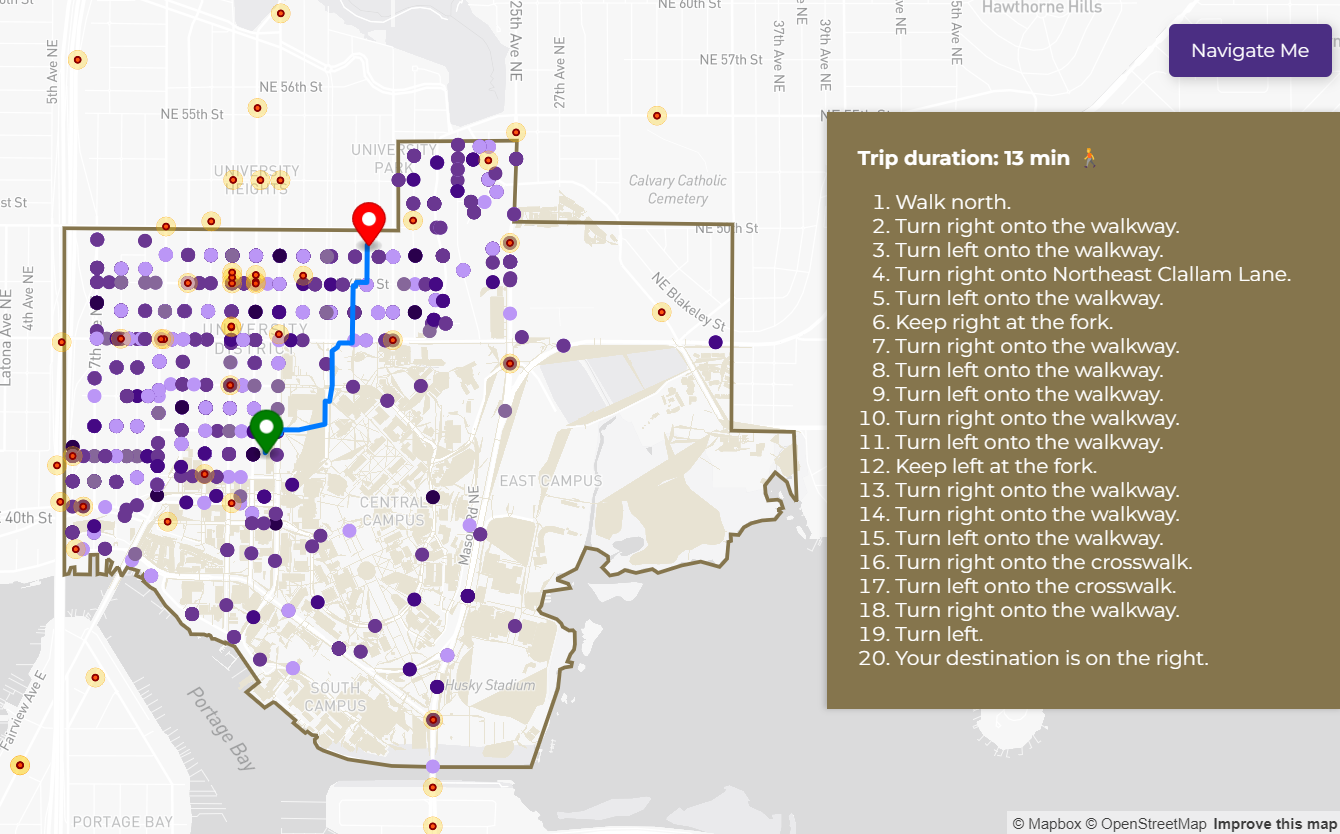 NE 60th St
Hawthorne Hills
5th Ave NE
25th Ave NE
27th Ave NE
37th Ave NE
39th Ave NE
5th Ave NE
NE 57th St
NE 56th St
NE 55th St
Navigate Me
UNIVERSITY
PARK
UNIVERSITY
HEIGHTS
Calvary Catholic
Cemetery
st St
NE 50th St
4th Ave NE
Latona Ave NE
7th
St
NE Blakeley St
UNIVERSITY
DISTRICT
EAST CAMPUS
CENTRAL
CAMPUS
40th St
SOUTH
CAMPUS
Husky Stadium
Portage Bay
Fairview Ave E
PORTAGE BAY
Trip duration: 13 min
1. Walk north.
2. Turn right onto the walkway.
3. Turn left onto the walkway.
4. Turn right onto Northeast Clallam Lane.
5. Turn left onto the walkway.
6. Keep right at the fork.
7. Turn right onto the walkway.
8. Turn left onto the walkway.
9. Turn left onto the walkway.
10. Turn right onto the walkway.
11. Turn left onto the walkway.
12. Keep left at the fork.
13. Turn right onto the walkway.
14. Turn right onto the walkway.
15. Turn left onto the walkway.
16. Turn right onto the crosswalk.
17. Turn left onto the crosswalk.
18. Turn right onto the walkway.
19. Turn left.
20. Your destination is on the right.
© Mapbox © OpenStreetMap Improve this map